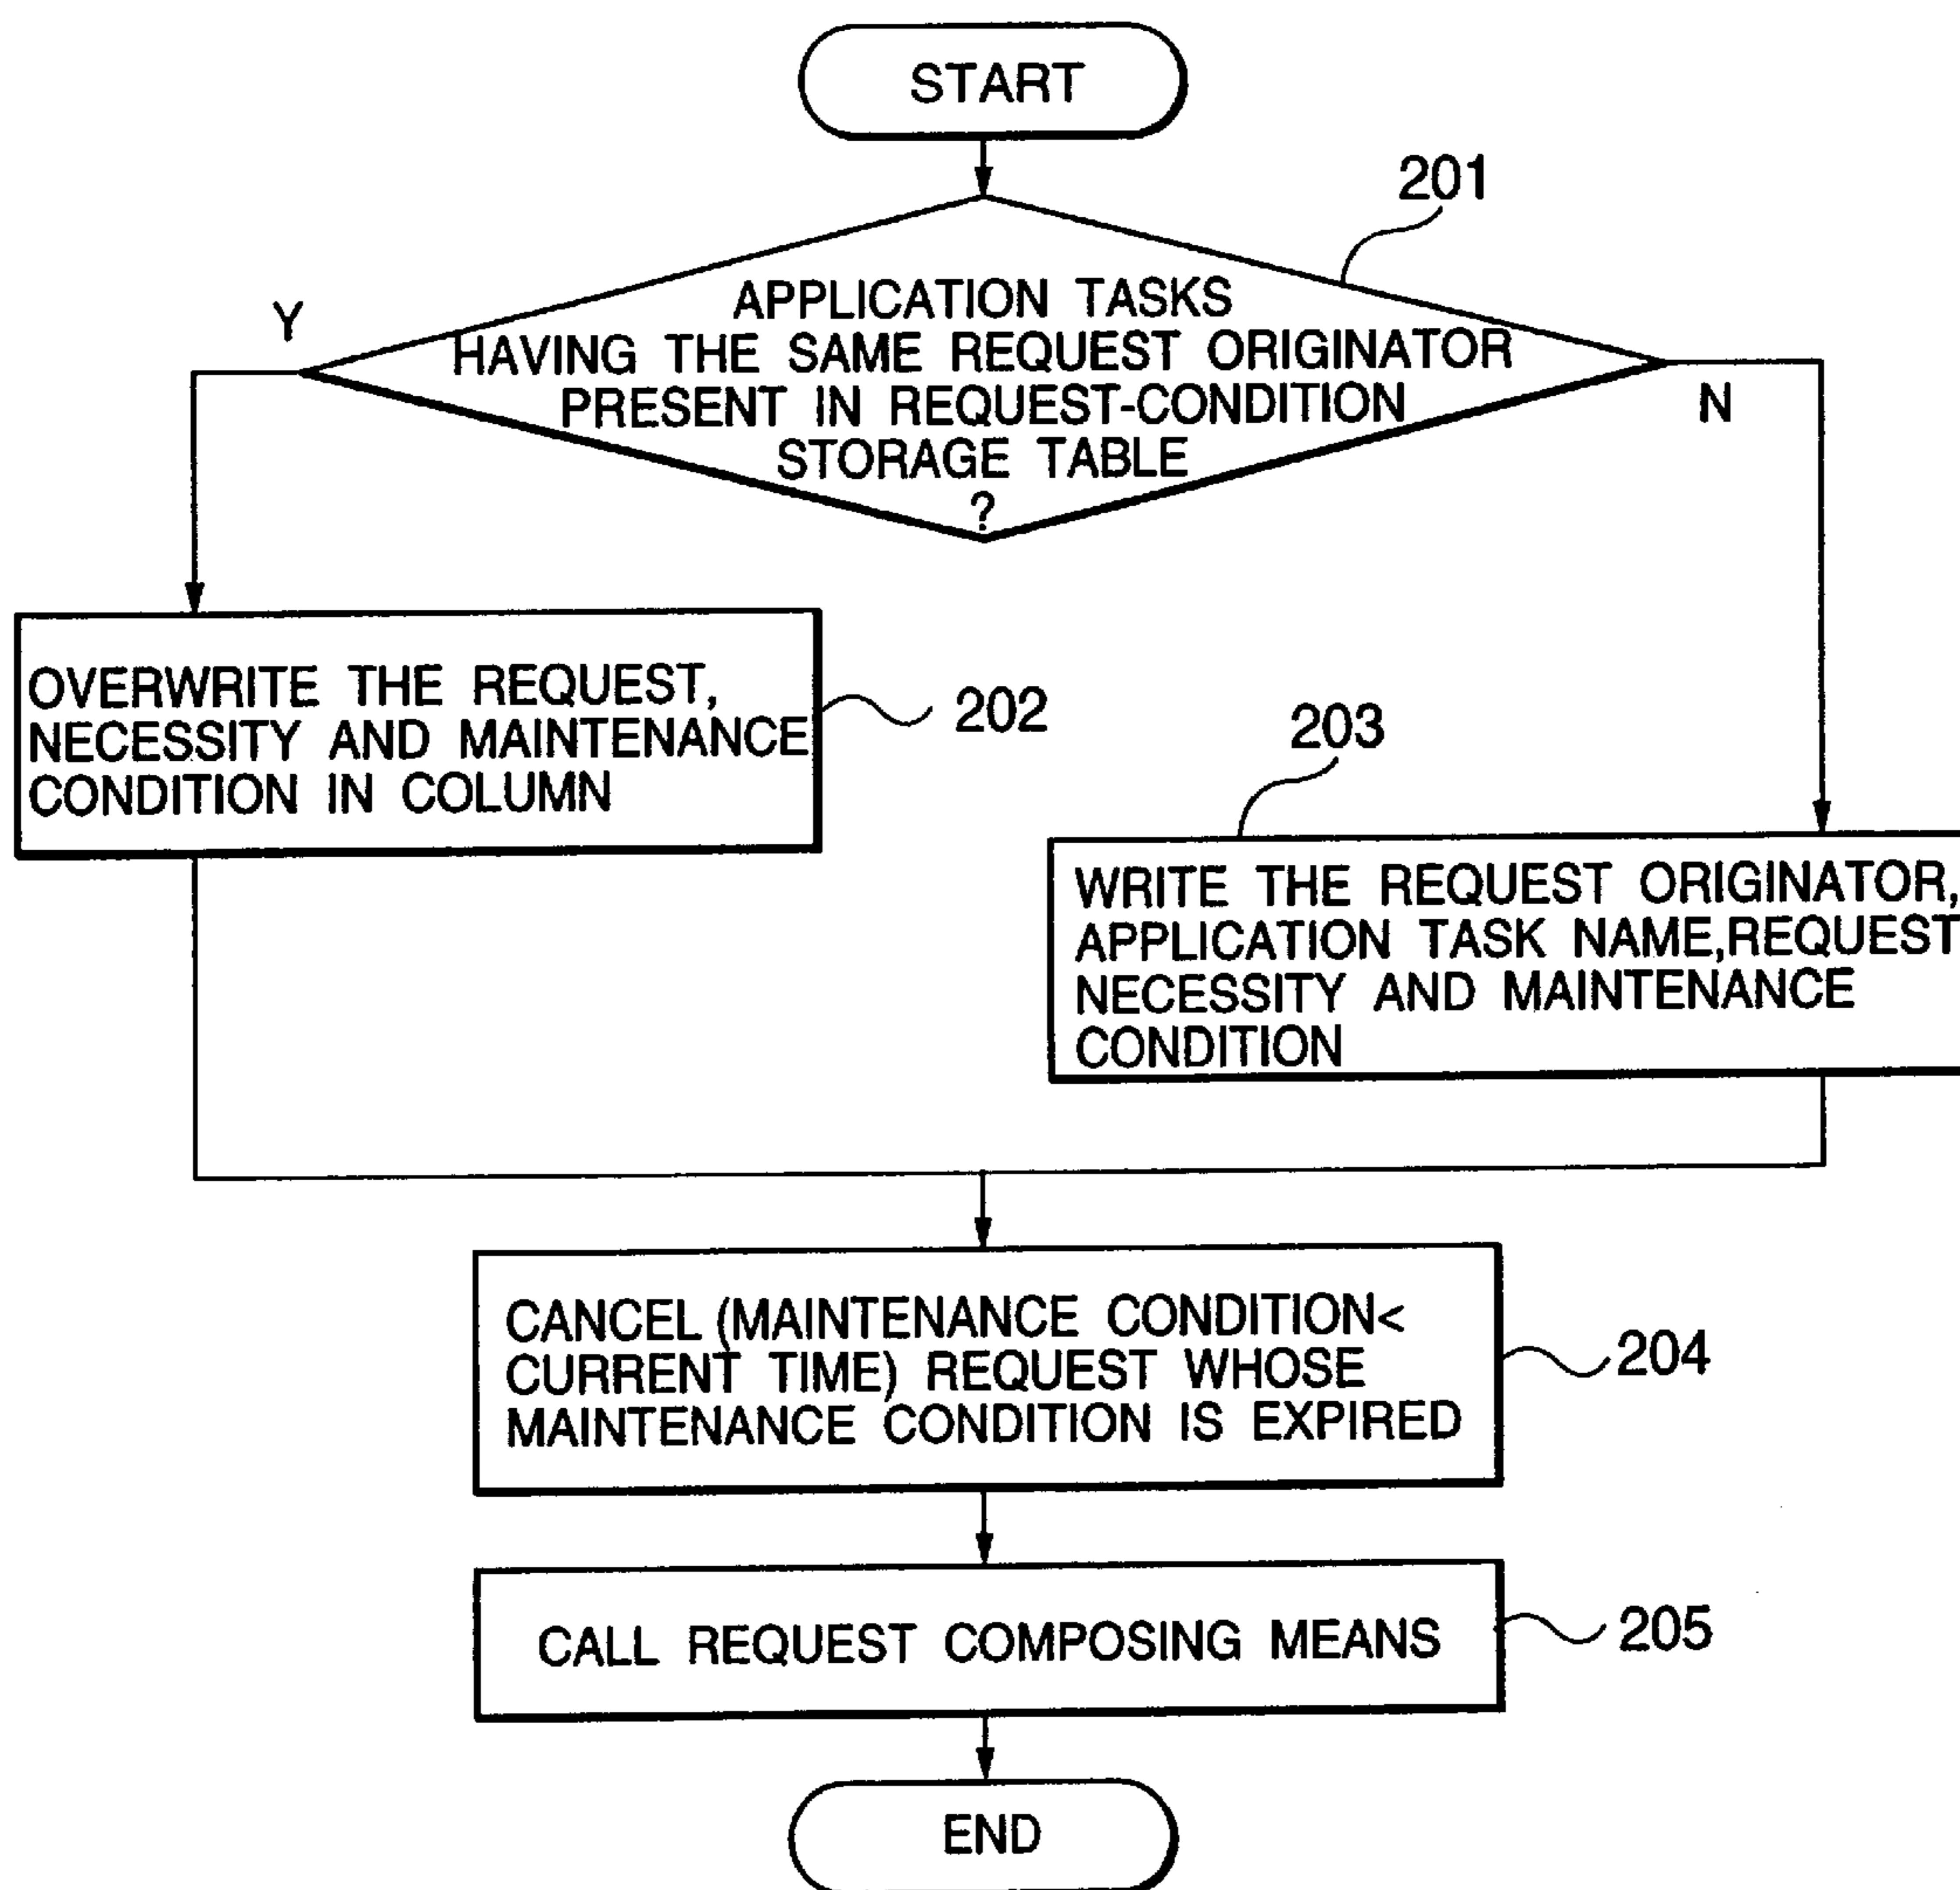 START
201
APPLICATION TASKS
HAVING THE SAME REQUEST ORIGINATOR
PRESENT IN REQUEST-CONDITION
STORAGE TABLE
?
Y
N
OVERWRITE THE REQUEST,
NECESSITY AND MAINTENANCE
CONDITION IN COLUMN
202
203
WRITE THE REQUEST ORIGINATOR,
APPLICATION TASK NAME,REQUEST
NECESSITY AND MAINTENANCE
CONDITION
CANCEL (MAINTENANCE CONDITION<
CURRENT TIME) REQUEST WHOSE
MAINTENANCE CONDITION IS EXPIRED
204
CALL REQUEST COMPOSING MEANS
205
END